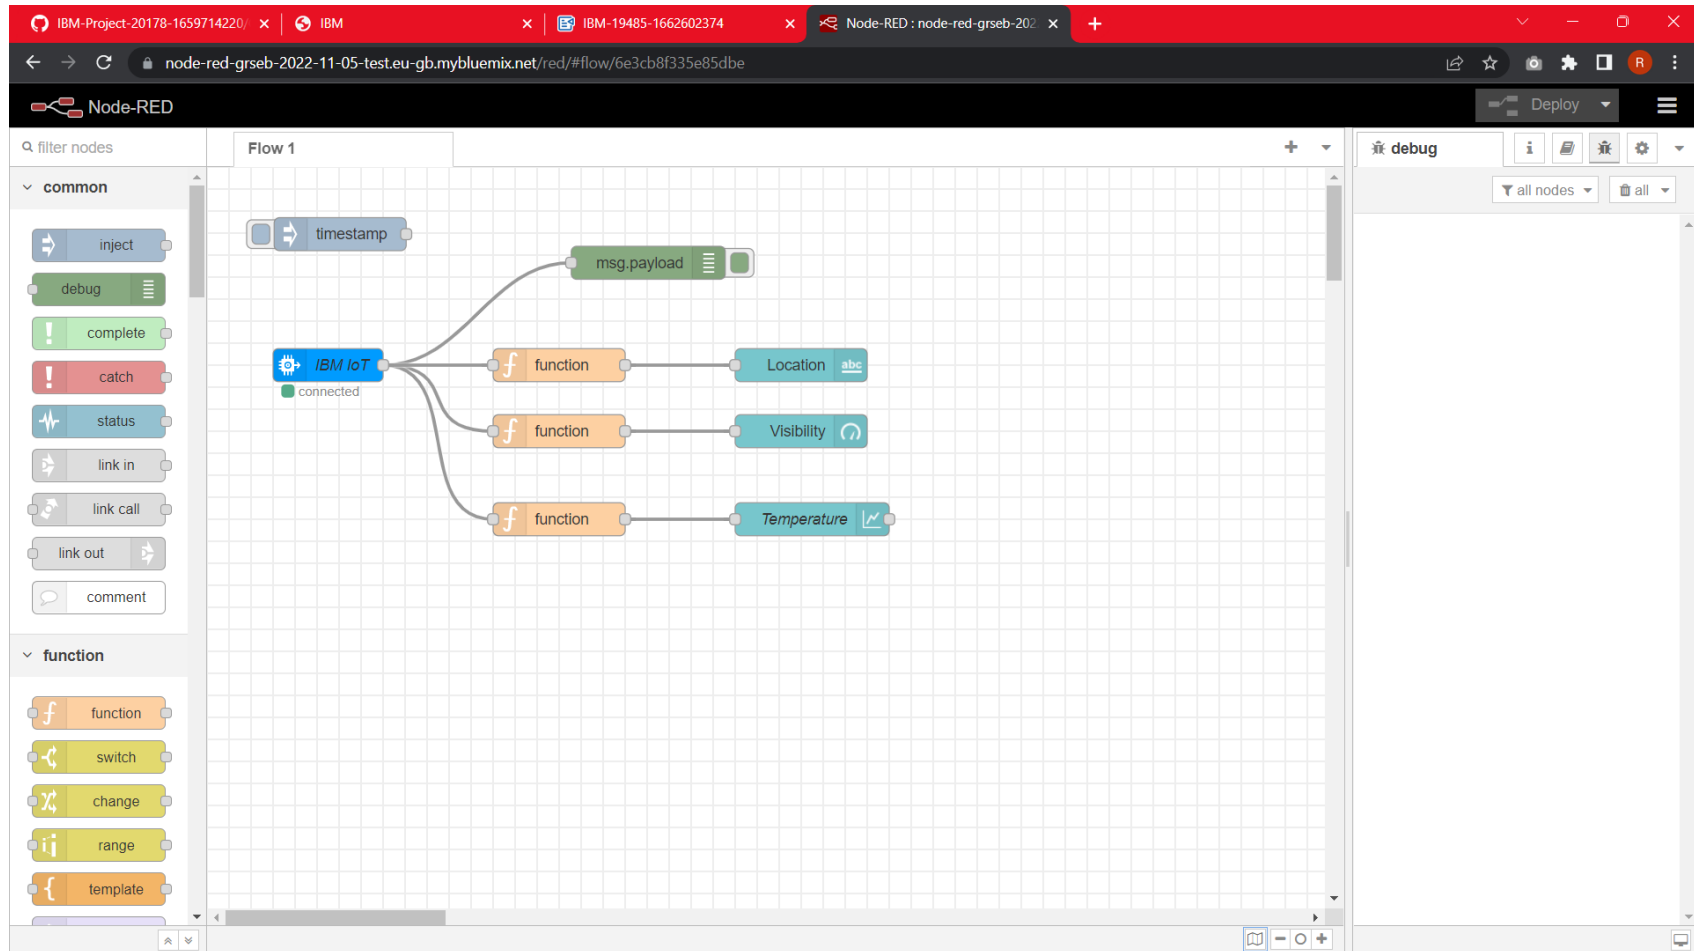 IBM-Project-20178-1659714220/
IBM
IBM-19485-1662602374
Node-RED : node-red-grseb-202
node-red-grseb-2022-11-05-test.eu-gb.mybluemix.net/red/#flow/6e3cb8f335e85dbe
R
Node-RED
Deploy
filter nodes
Flow 1
debug
i
all nodes
all
common
inject
debug
complete
catch
status
link in
link call
link out
comment
function
function
switch
change
range
template
timestamp
msg.payload
IBM IoT
connected
function
Location
abc
function
Visibility
function
Temperature